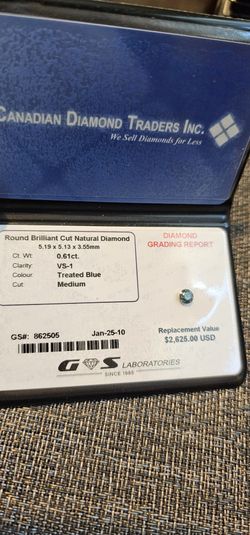 CANADIAN DIAMOND TRADERS INC.
We Sell Diamonds for Less
Round Brilliant Cut Natural Diamond
5.19 x 5.13 x 3.55mm
Ct. Wt: 0.61ct.
Clarity: VS-1
Colour: Treated Blue
Cut: Medium
DIAMOND
GRADING REPORT
GS#: 862505 Jan-25-10
Replacement Value
$2,625.00 USD
G S LABORATORIES
SINCE 1985